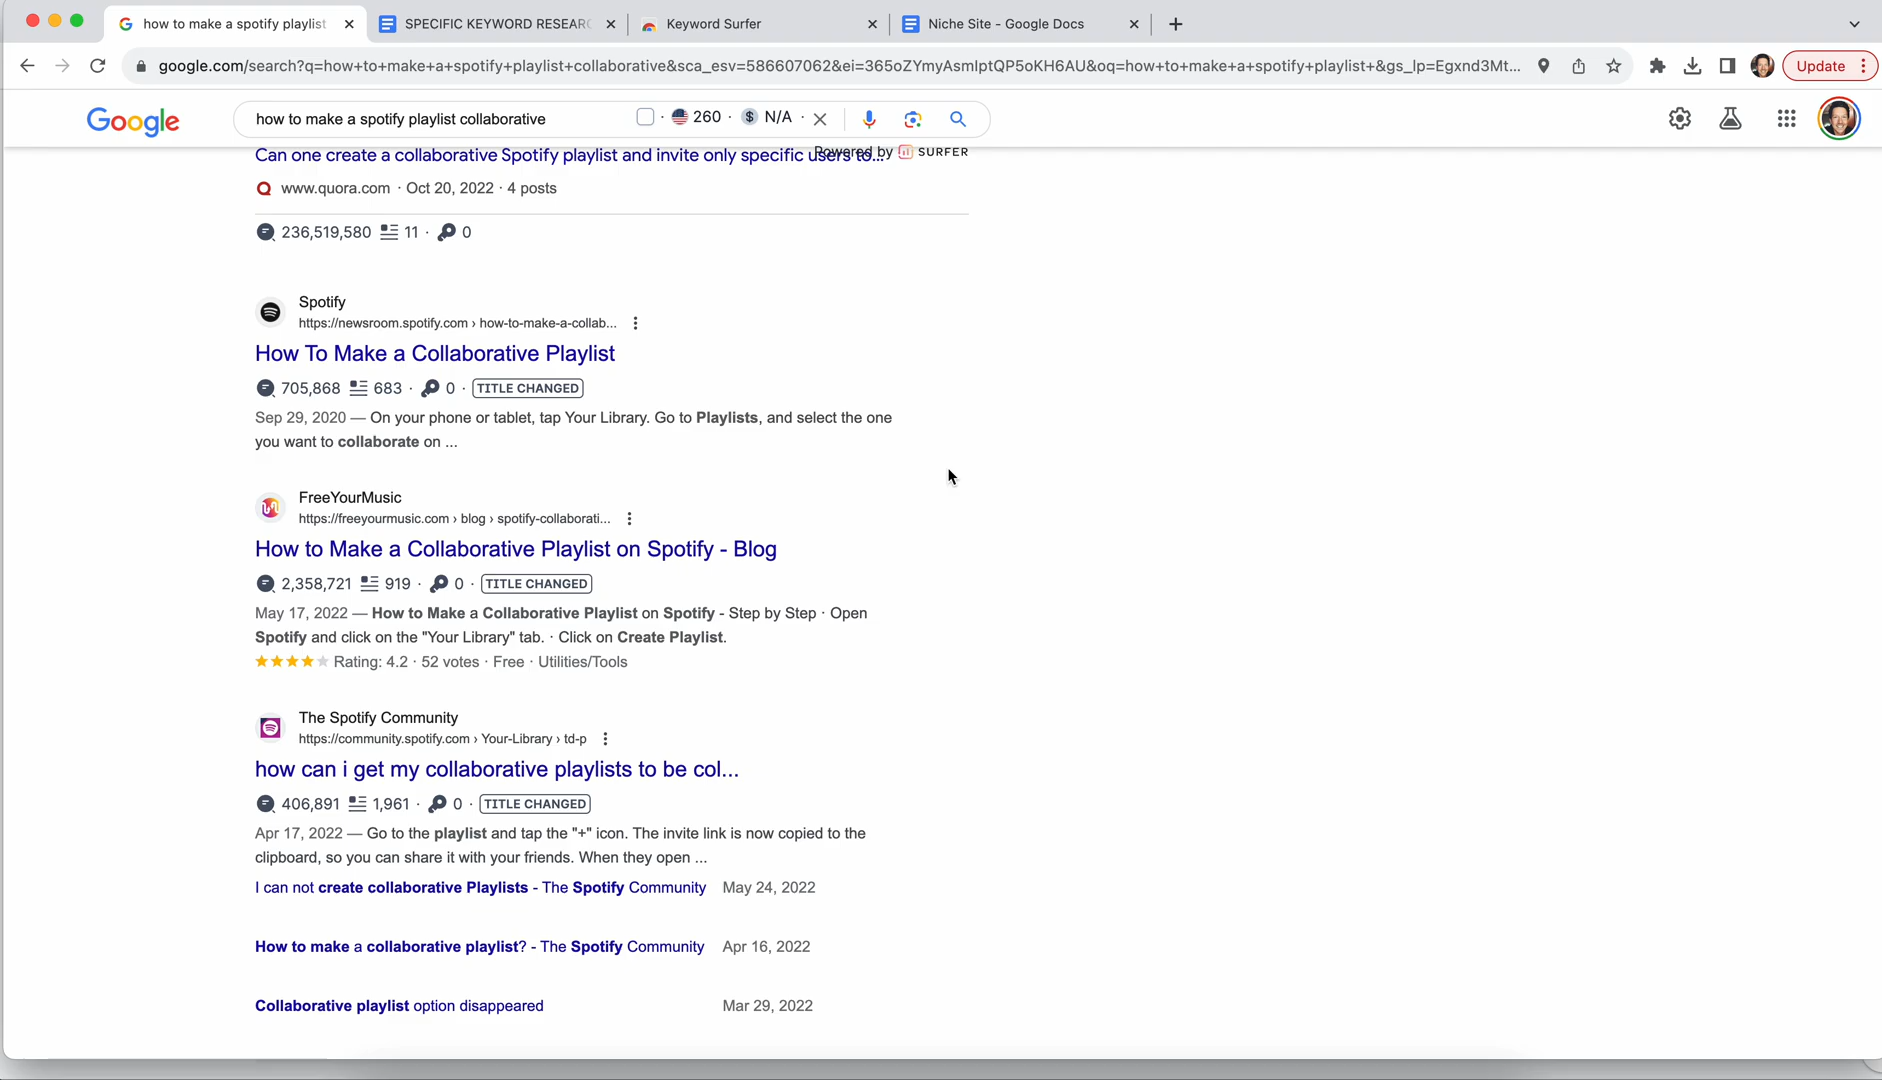 how to make a spotify playlist
SPECIFIC KEYWORD RESEARC
Keyword Surfer
Niche Site - Google Docs
google.com/search?q=how+to+make+a+spotify+playlist+collaborative&sca_esv=586607062&ei=365oZYmyAsmlptQP5oKH6AU&oq=how+to+make+a+spotify+playlist+&gs_lp=Egxnd3Mt...
Update
Google
how to make a spotify playlist collaborative
· 260 · $ N/A ·
Can one create a collaborative Spotify playlist and invite only specific users to...
Powered by SURFER
www.quora.com · Oct 20, 2022 · 4 posts
236,519,580 11 · 0
Spotify
https://newsroom.spotify.com › how-to-make-a-collab...
How To Make a Collaborative Playlist
705,868 683 · 0 · TITLE CHANGED
Sep 29, 2020 — On your phone or tablet, tap Your Library. Go to Playlists, and select the one
you want to collaborate on ...
FreeYourMusic
https://freeyourmusic.com › blog › spotify-collaborati...
How to Make a Collaborative Playlist on Spotify - Blog
2,358,721 919 · 0 · TITLE CHANGED
May 17, 2022 — How to Make a Collaborative Playlist on Spotify - Step by Step · Open
Spotify and click on the "Your Library" tab. · Click on Create Playlist.
Rating: 4.2 · 52 votes · Free · Utilities/Tools
The Spotify Community
https://community.spotify.com › Your-Library › td-p
how can i get my collaborative playlists to be col...
406,891 1,961 · 0 · TITLE CHANGED
Apr 17, 2022 — Go to the playlist and tap the "+" icon. The invite link is now copied to the
clipboard, so you can share it with your friends. When they open ...
I can not create collaborative Playlists - The Spotify Community May 24, 2022
How to make a collaborative playlist? - The Spotify Community Apr 16, 2022
Collaborative playlist option disappeared Mar 29, 2022